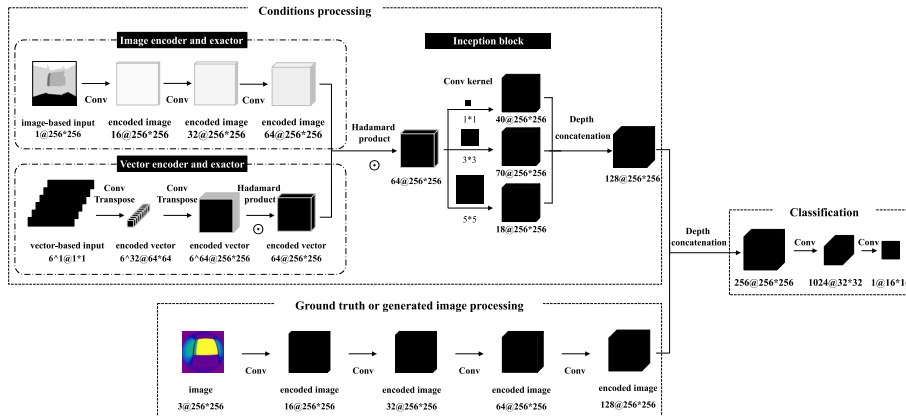 Conditions processing
Image encoder and exactor
Conv
Conv
Conv
image-based input
1@256*256
encoded image
16@256*256
encoded image
32@256*256
encoded image
64@256*256
Vector encoder and exactor
Conv
Transpose
Conv
Transpose
Hadamard
product
vector-based input
6^1@1*1
encoded vector
6^32@64*64
encoded vector
6^64@256*256
encoded vector
64@256*256
Hadamard
product
64@256*256
Inception block
Conv kernel
1*1
3*3
5*5
40@256*256
70@256*256
18@256*256
Depth
concatenation
128@256*256
Depth
concatenation
Classification
Conv
Conv
256@256*256
1024@32*32
1@16*16
Ground truth or generated image processing
Conv
Conv
Conv
Conv
image
3@256*256
encoded image
16@256*256
encoded image
32@256*256
encoded image
64@256*256
encoded image
128@256*256